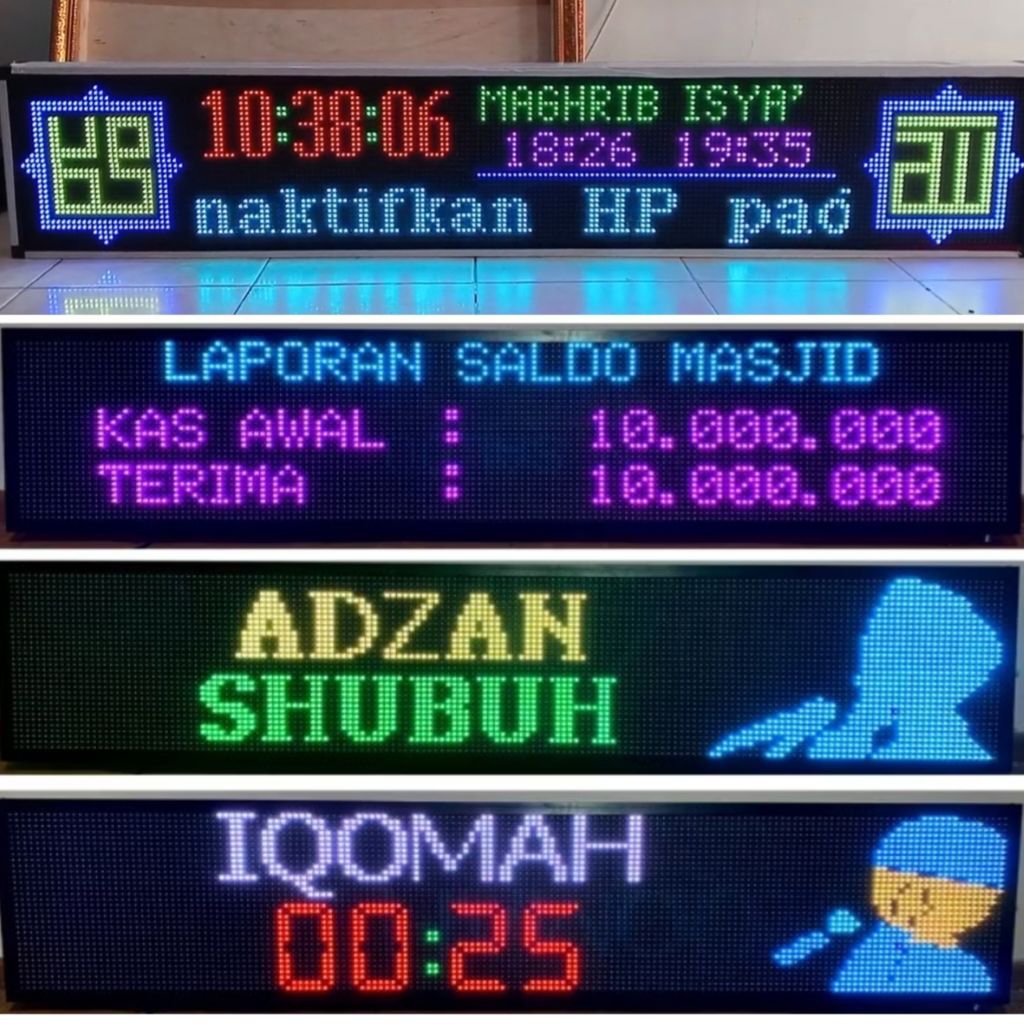 10:38:06
MAGHRIB ISYA'
18:26 19:35
naktifkan HP
LAPORAN SALDO MASJID
KAS AWAL : 10.000.000
TERIMA : 10.000.000
ADZAN
SHUBUH
IQOMAH
00:25